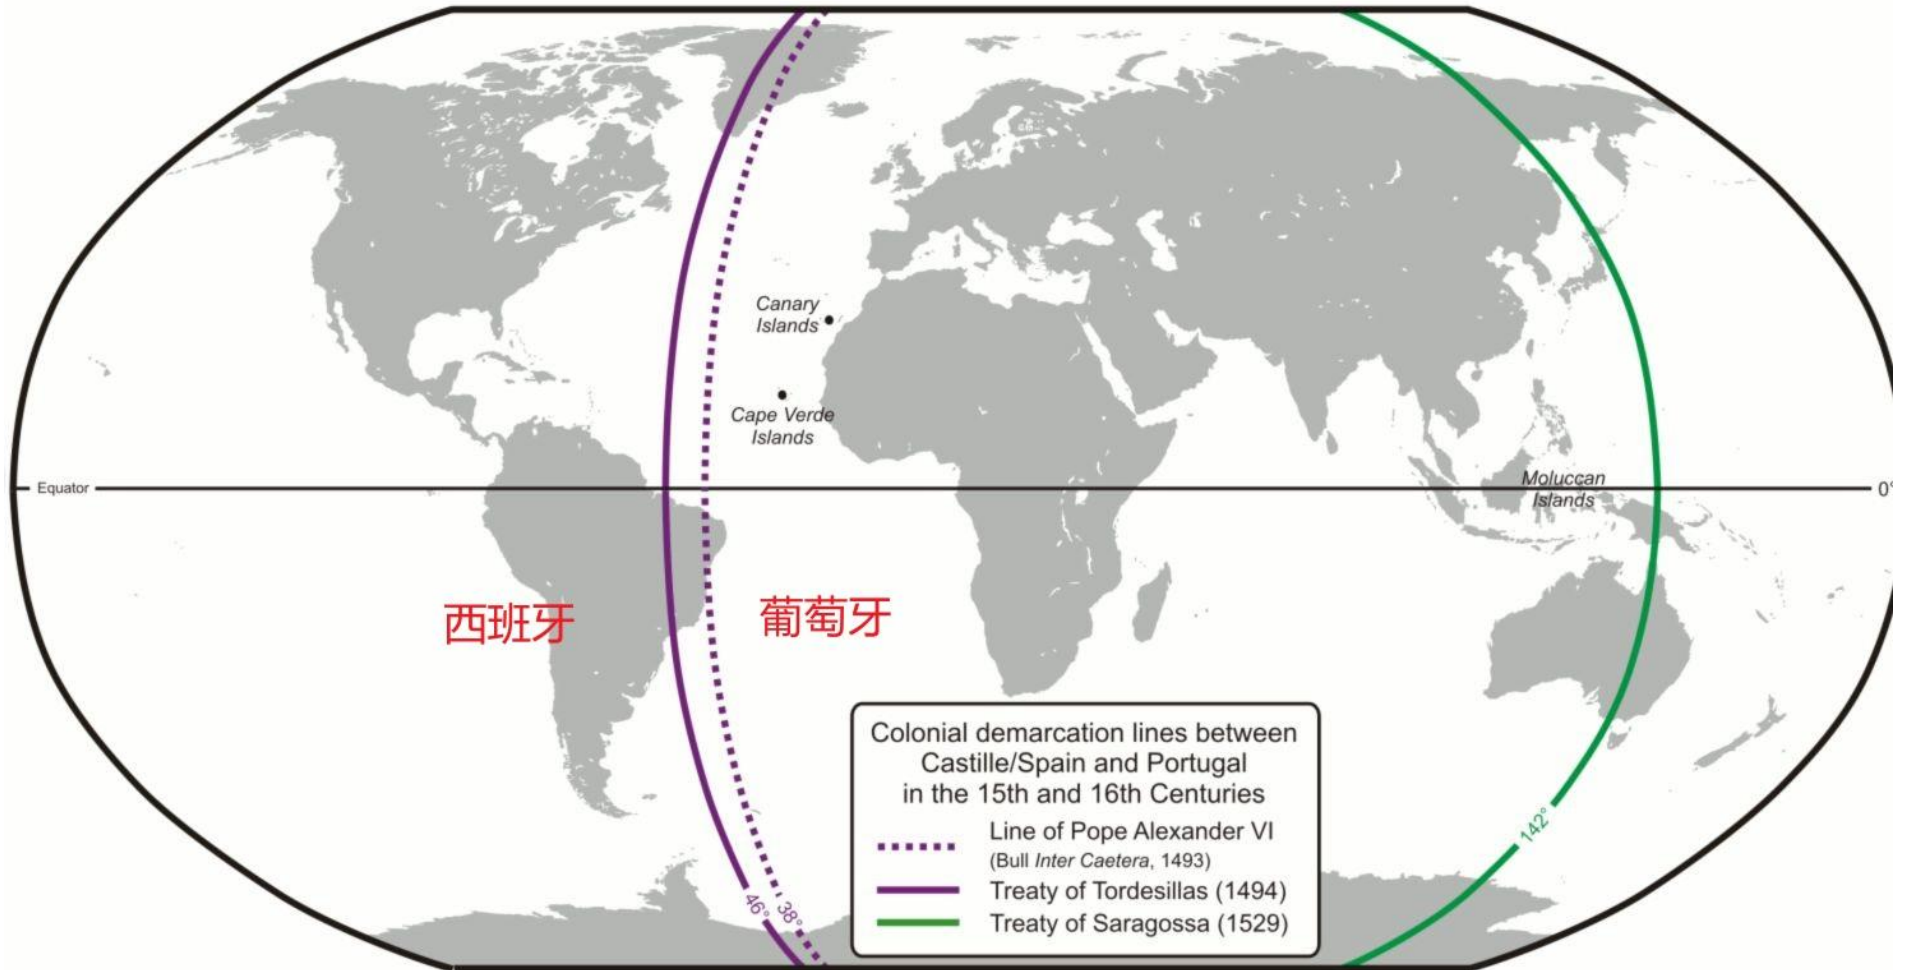 Canary
Islands
Cape Verde
Islands
Equator
Moluccan
Islands
0°
西班牙
葡萄牙
Colonial demarcation lines between
Castille/Spain and Portugal
in the 15th and 16th Centuries
Line of Pope Alexander VI
(Bull Inter Caetera, 1493)
Treaty of Tordesillas (1494)
Treaty of Saragossa (1529)
142°
46°
38°